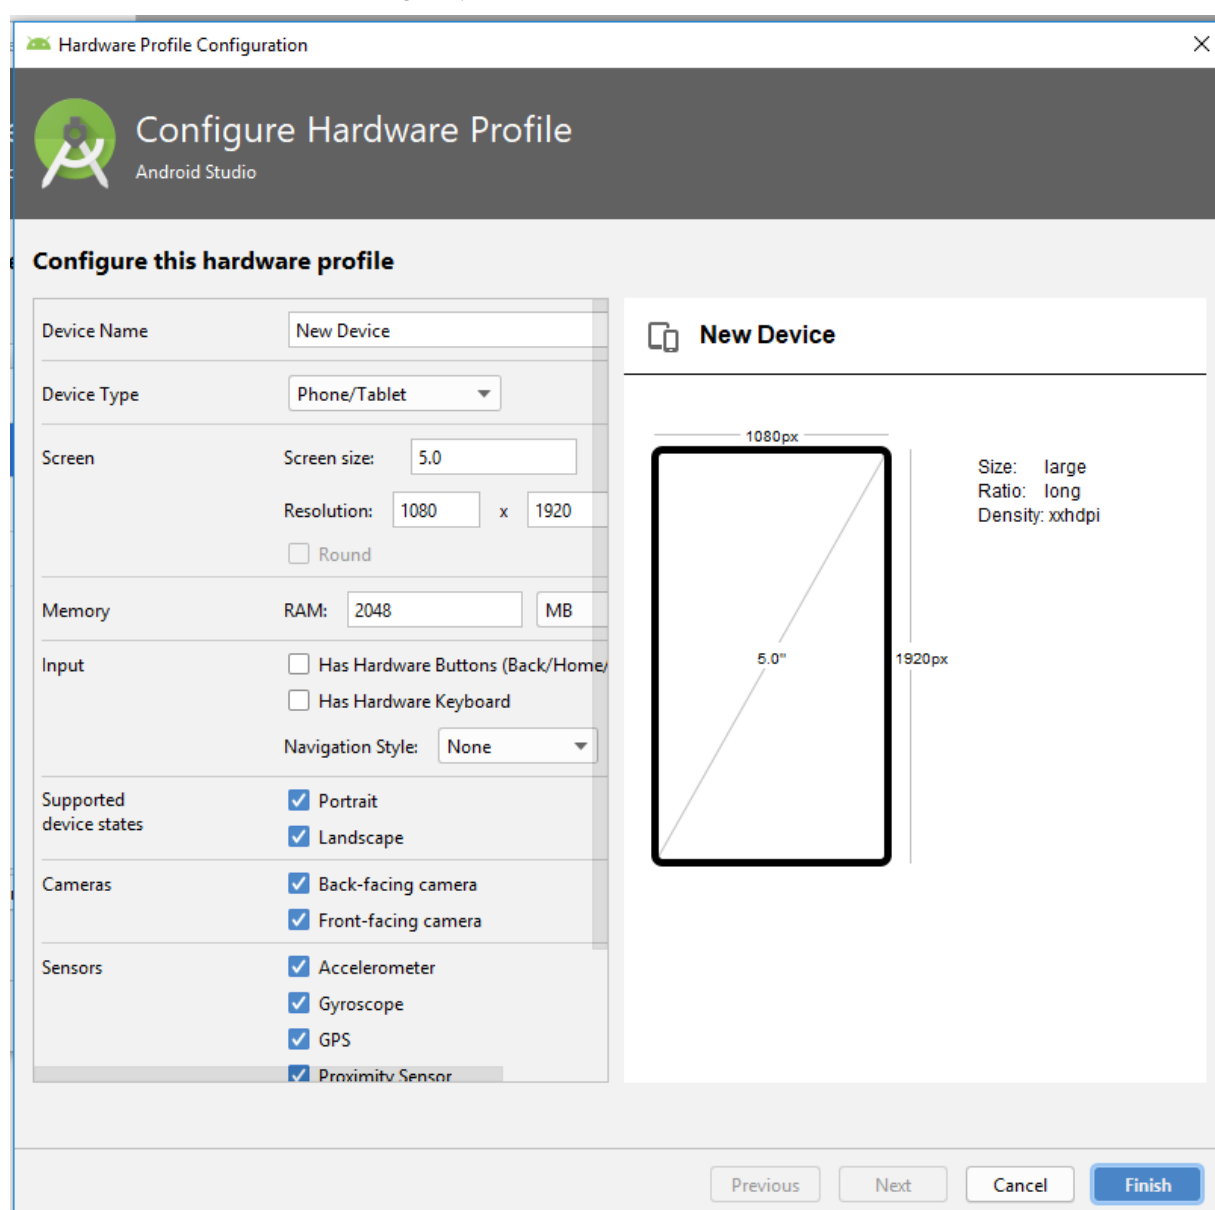 Hardware Profile Configuration
Configure Hardware Profile
Android Studio
Configure this hardware profile
Device Name New Device
Device Type Phone/Tablet
Screen Screen size: 5.0
Resolution: 1080 x 1920
Round
Memory RAM: 2048 MB
Input Has Hardware Buttons (Back/Home/
Has Hardware Keyboard
Navigation Style: None
Supported
device states
Portrait
Landscape
Cameras Back-facing camera
Front-facing camera
Sensors Accelerometer
Gyroscope
GPS
Proximity Sensor
New Device
1080px
Size: large
Ratio: long
Density: xxhdpi
5.0" 1920px
Previous Next Cancel Finish